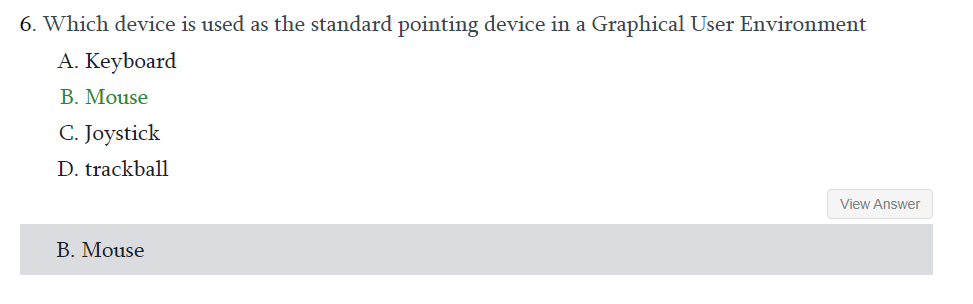 6. Which device is used as the standard pointing device in a Graphical User Environment
A. Keyboard
B. Mouse
C. Joystick
D. trackball
View Answer
B. Mouse